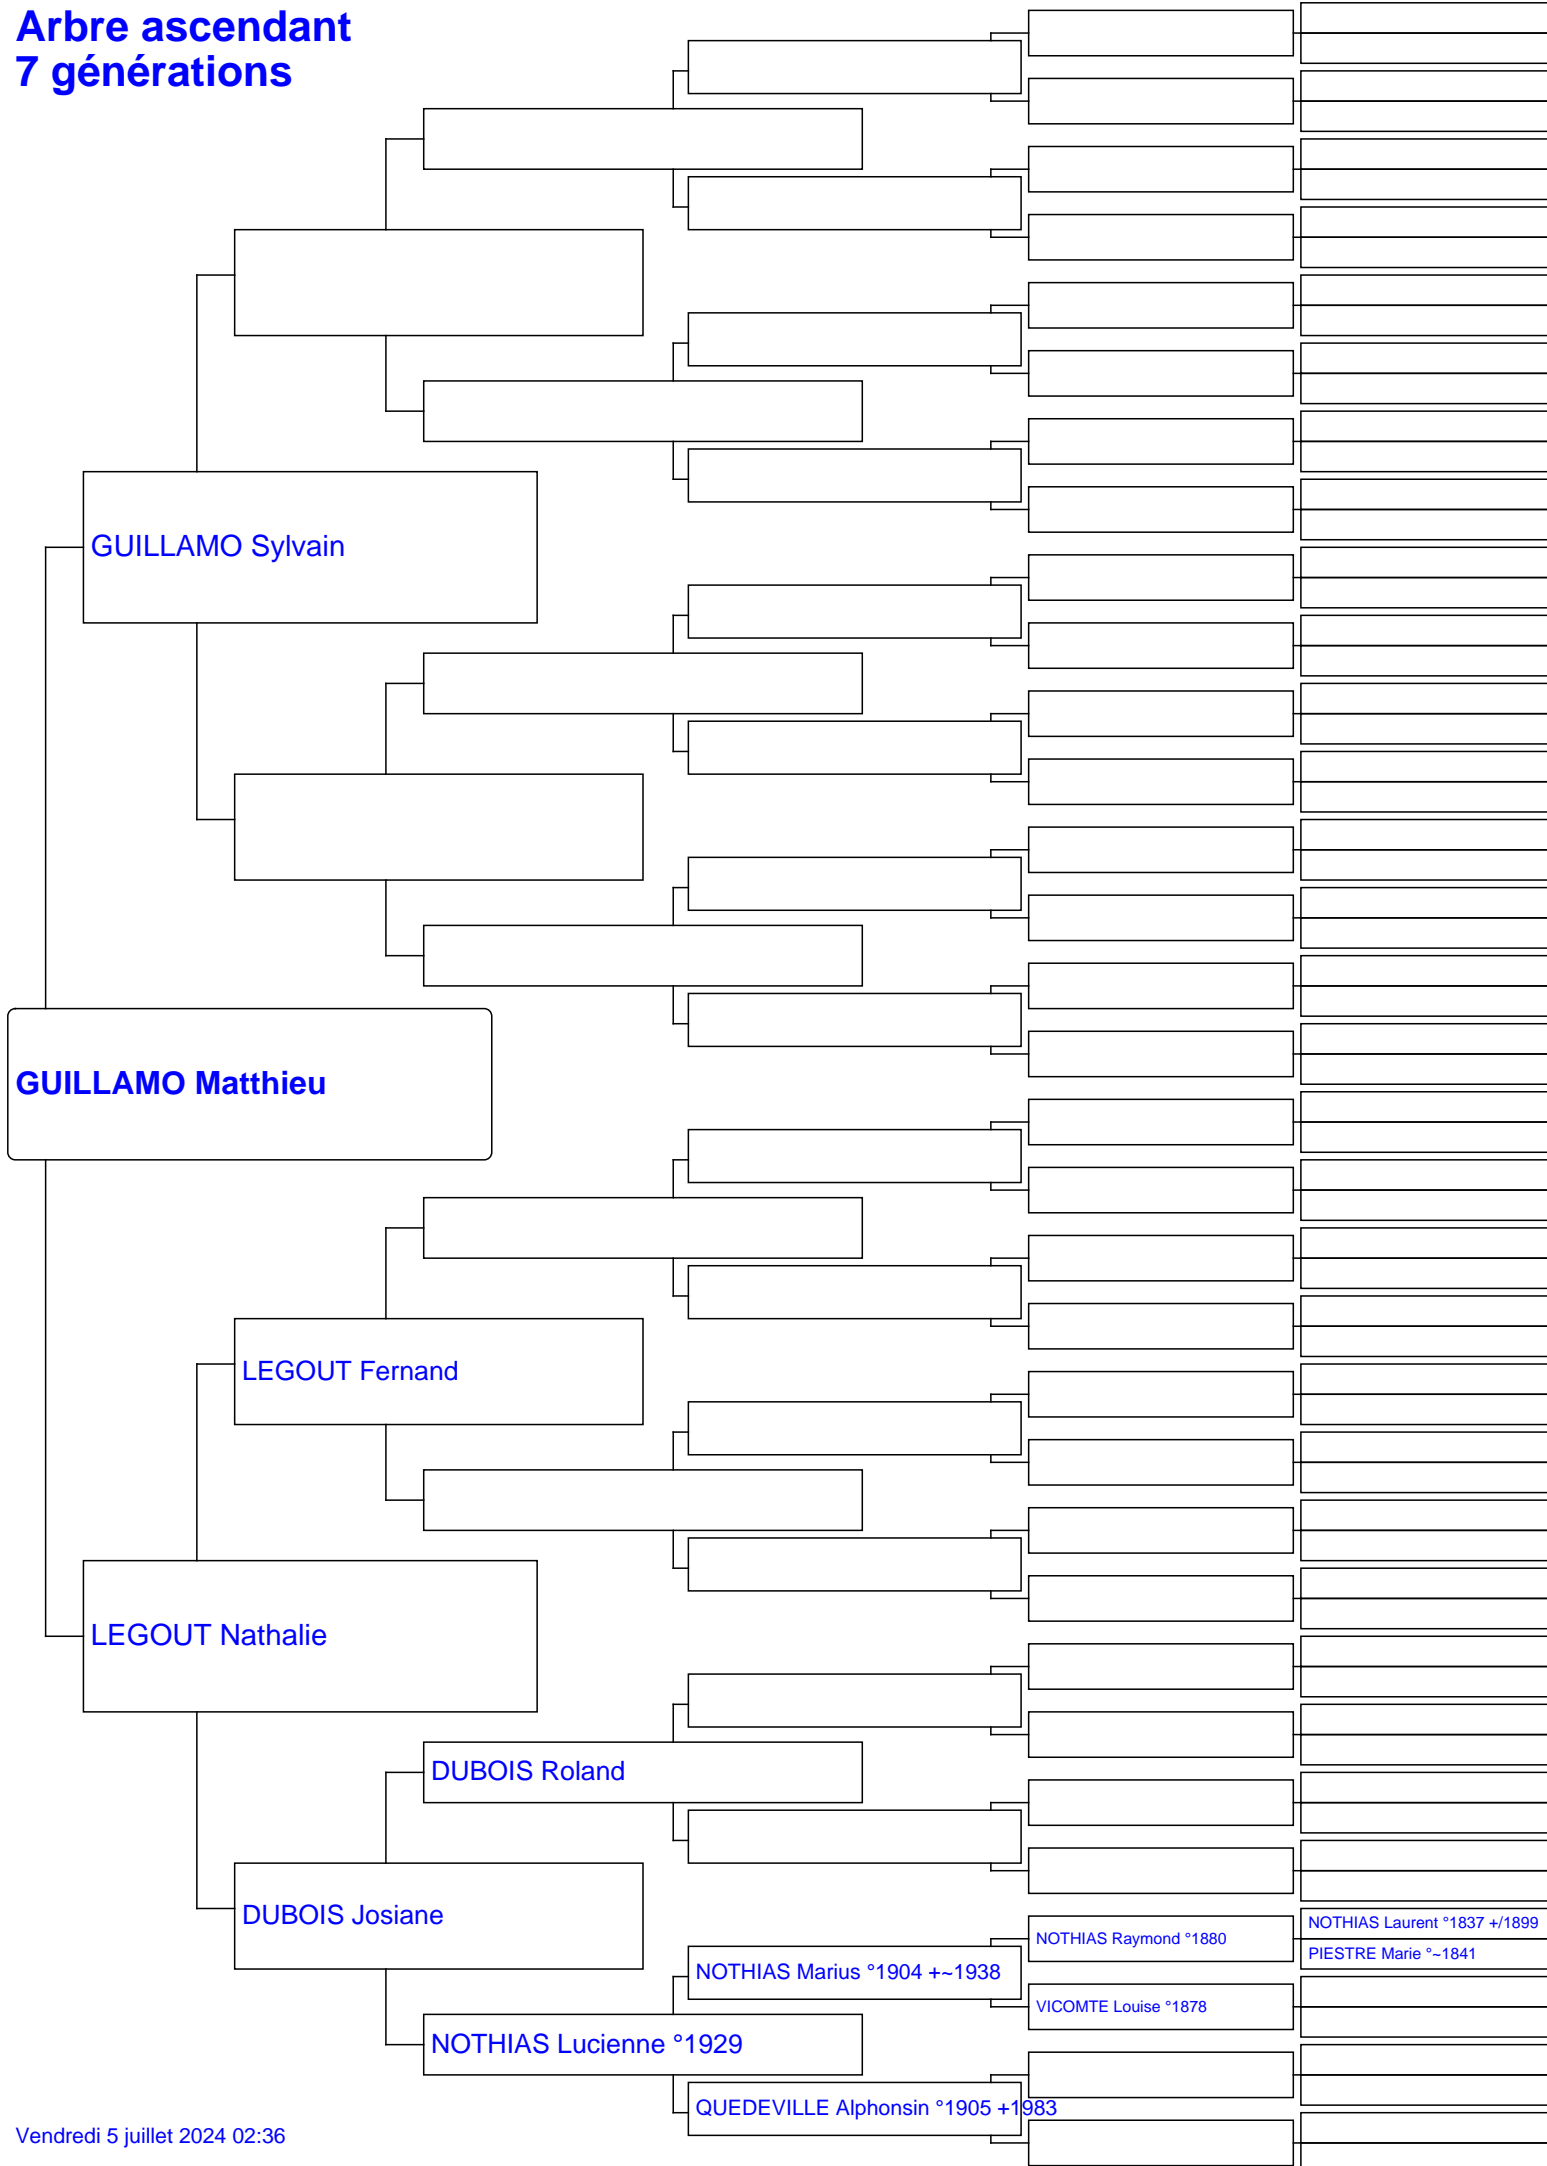 Arbre ascendant
7 générations
GUILLAMO Sylvain
GUILLAMO Matthieu
LEGOUT Fernand
LEGOUT Nathalie
DUBOIS Roland
DUBOIS Josiane
NOTHIAS Laurent °1837 +/1899
NOTHIAS Raymond °1880
PIESTRE Marie °~1841
NOTHIAS Marius °1904 +~1938
VICOMTE Louise °1878
NOTHIAS Lucienne °1929
QUEDEVILLE Alphonsin °1905 +1983
Vendredi 5 juillet 2024 02:36